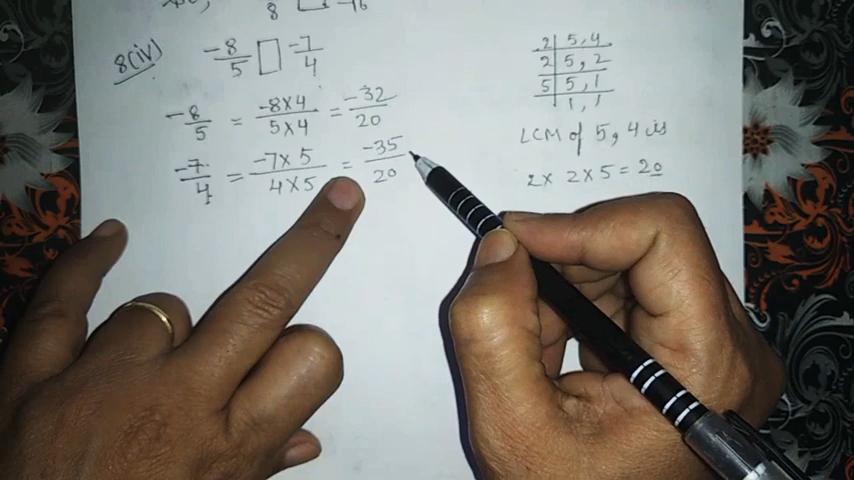 8 □ -16
8(iv) -8/5 □ -7/4
-8/5 = -8×4/5×4 = -32/20
-7/4 = -7×5/4×5 = -35/20
2 | 5, 4
2 | 5, 2
5 | 5, 1
1, 1
LCM of 5, 4 is
2× 2×5 = 20